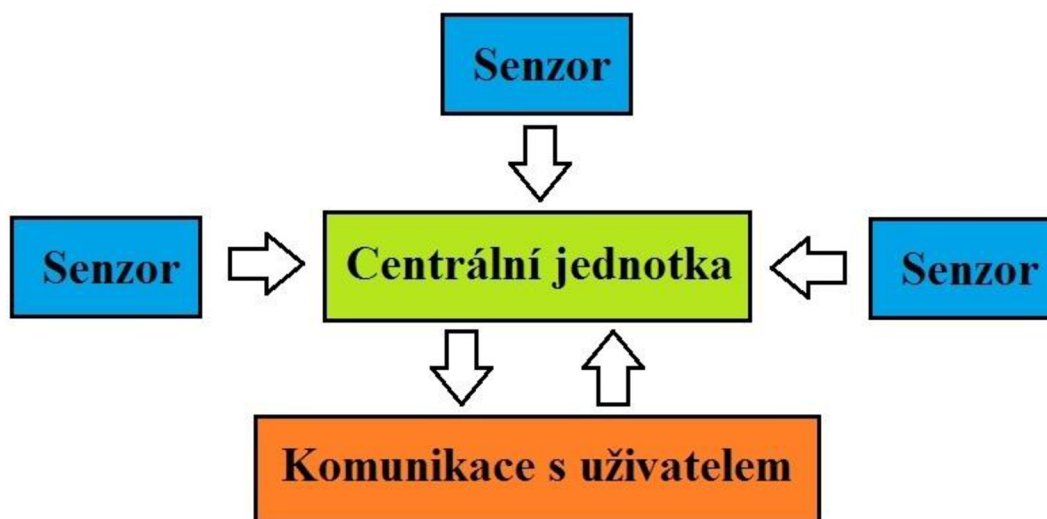 Senzor
Senzor
Centrální jednotka
Senzor
Komunikace s uživatelem